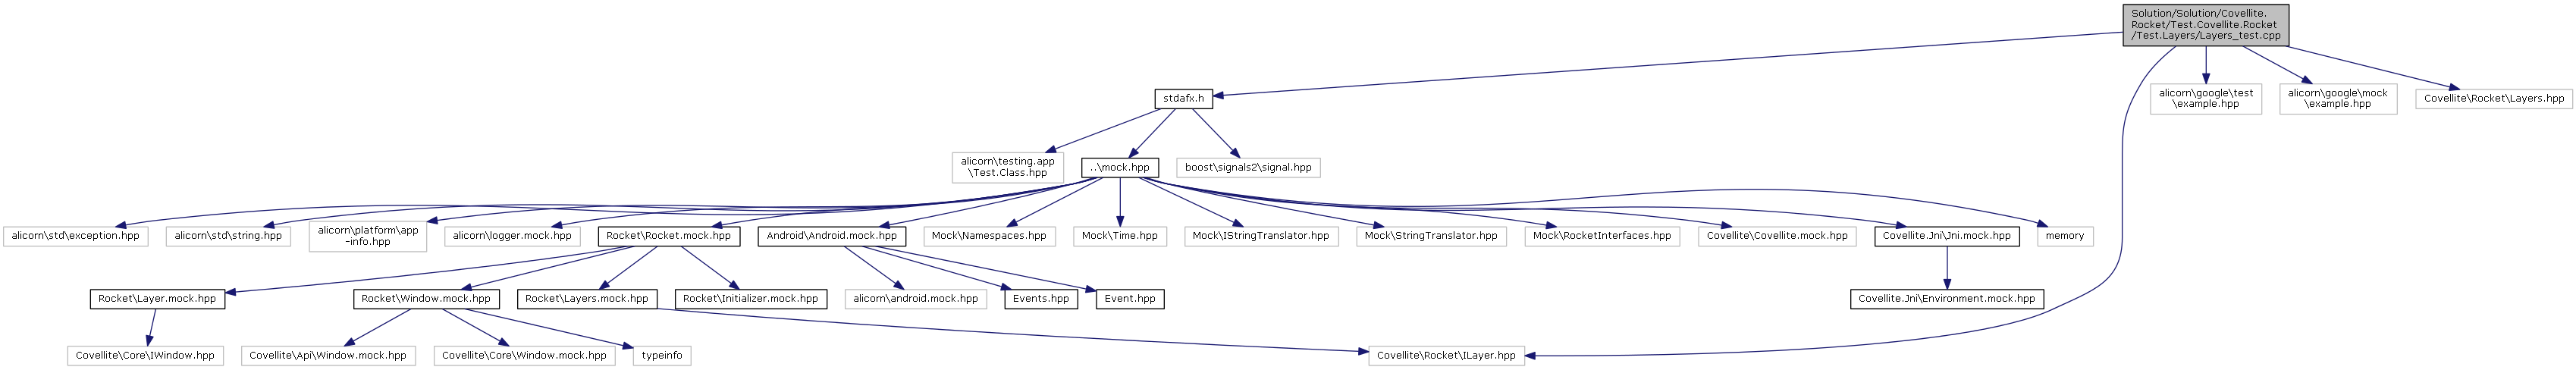 Solution/Solution/Covellite.
Rocket/Test.Covellite.Rocket
/Test.Layers/Layers_test.cpp
stdafx.h
alicorn\google\test
\example.hpp
alicorn\google\mock
\example.hpp
Covellite\Rocket\Layers.hpp
alicorn\testing.app
\Test.Class.hpp
..\mock.hpp
boost\signals2\signal.hpp
alicorn\std\exception.hpp
alicorn\std\string.hpp
alicorn\platform\app
-info.hpp
alicorn\logger.mock.hpp
Rocket\Rocket.mock.hpp
Android\Android.mock.hpp
Mock\Namespaces.hpp
Mock\Time.hpp
Mock\IStringTranslator.hpp
Mock\StringTranslator.hpp
Mock\RocketInterfaces.hpp
Covellite\Covellite.mock.hpp
Covellite.Jni\Jni.mock.hpp
memory
Rocket\Layer.mock.hpp
Rocket\Window.mock.hpp
Rocket\Layers.mock.hpp
Rocket\Initializer.mock.hpp
alicorn\android.mock.hpp
Events.hpp
Event.hpp
Covellite.Jni\Environment.mock.hpp
Covellite\Core\IWindow.hpp
Covellite\Api\Window.mock.hpp
Covellite\Core\Window.mock.hpp
typeinfo
Covellite\Rocket\ILayer.hpp